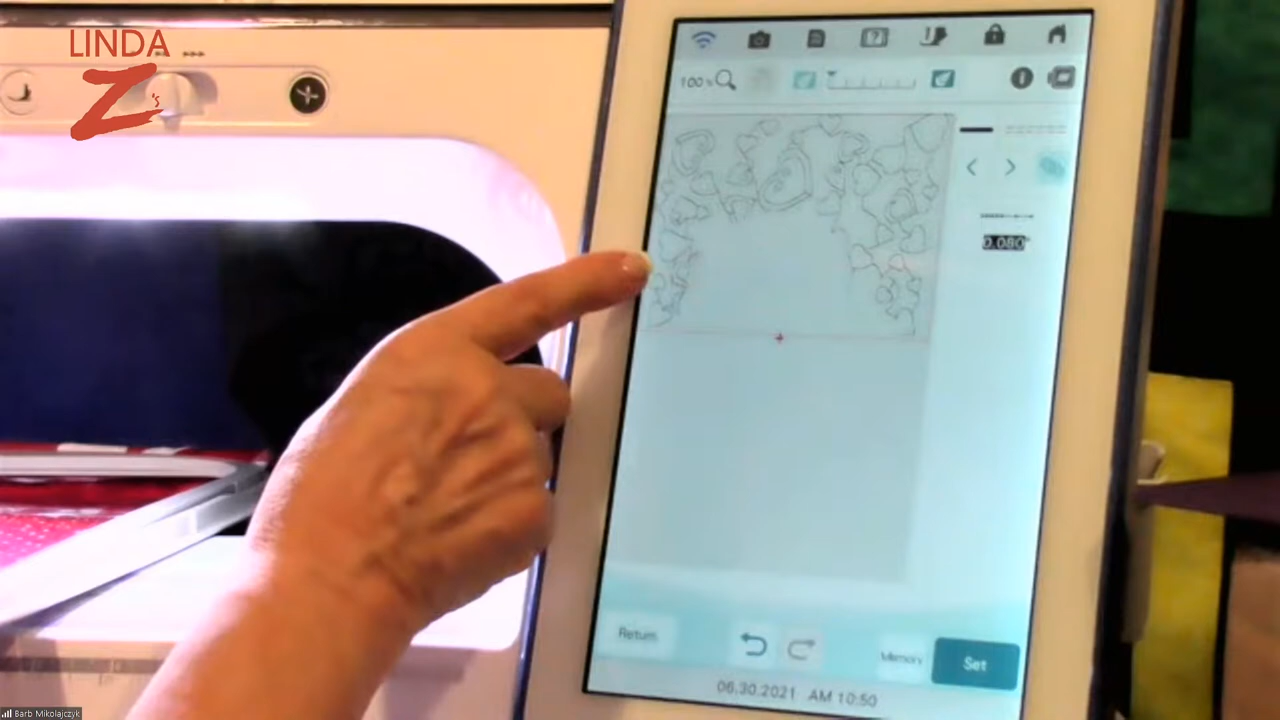 LINDA
Z's
100%
0.080"
Return
Memory
Set
06.30.2021 AM 10:50
Barb Mikolajczyk